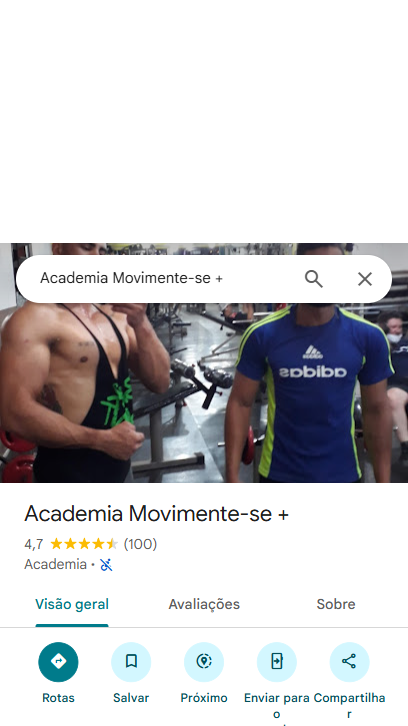 Academia Movimente-se +
adidas
Academia Movimente-se +
4,7 (100)
Academia ·
Visão geral Avaliações Sobre
Rotas Salvar Próximo Enviar para o Compartilhar